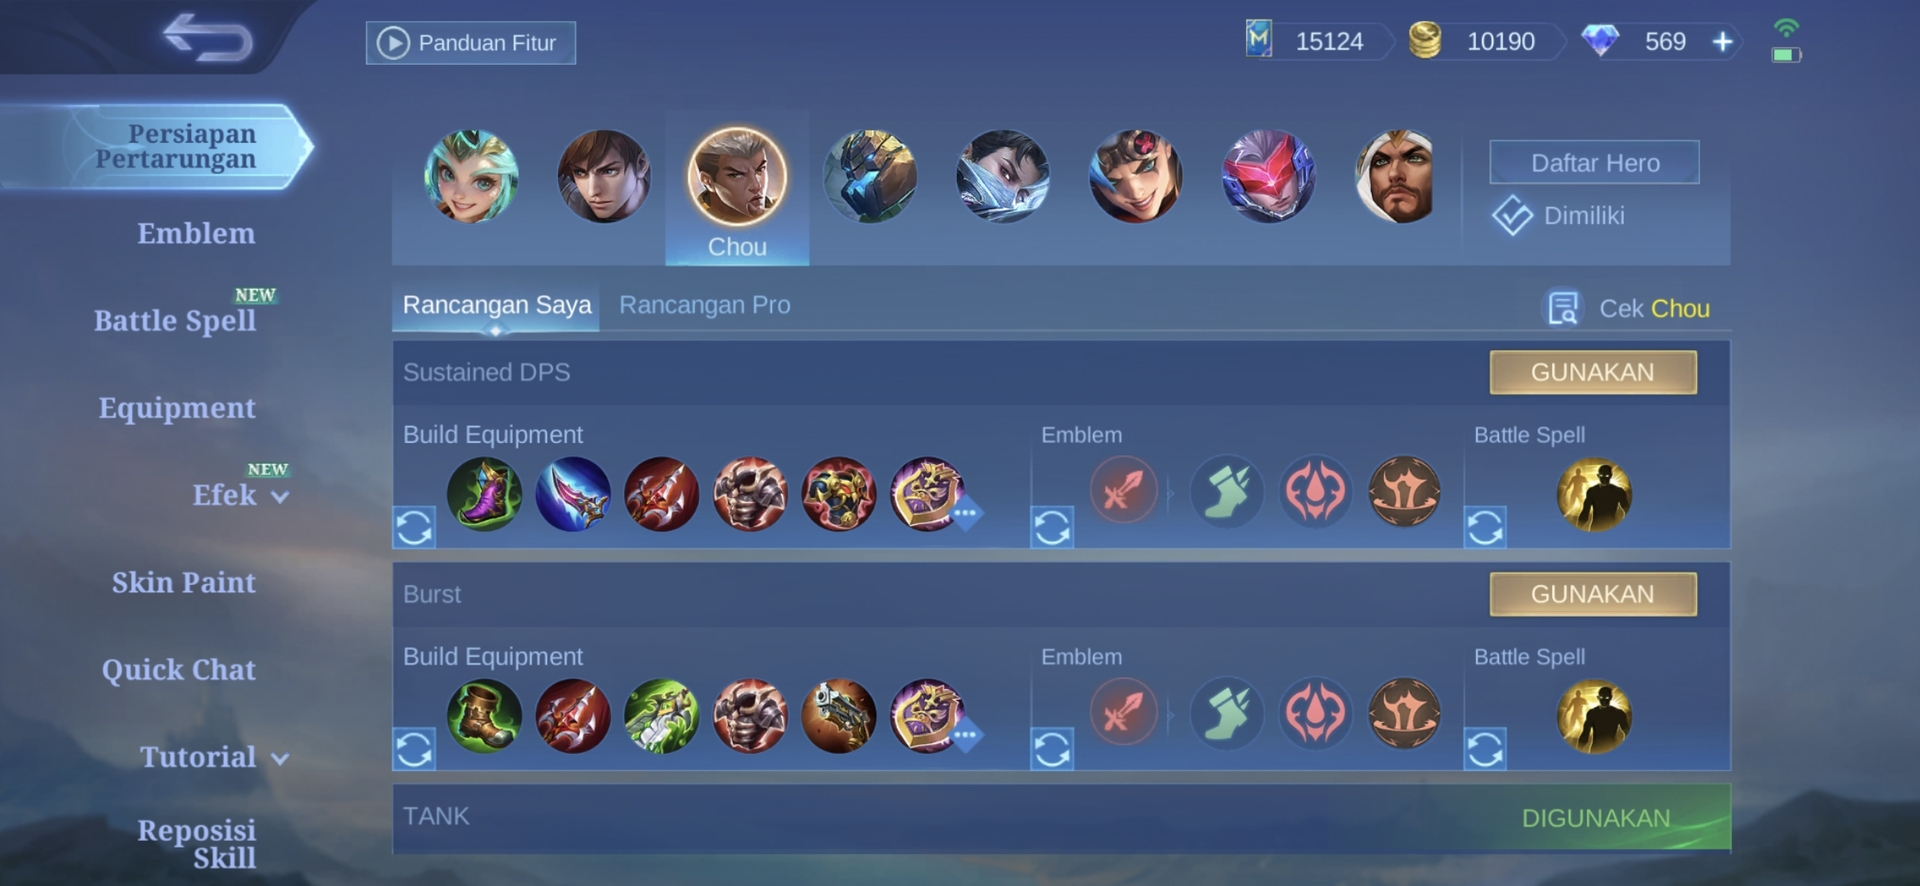 Panduan Fitur
15124
10190
569
Persiapan
Pertarungan
Emblem
NEW
Battle Spell
Equipment
NEW
Efek
Skin Paint
Quick Chat
Tutorial
Reposisi
Skill
Chou
Daftar Hero
Dimiliki
Rancangan Saya
Rancangan Pro
Cek Chou
Sustained DPS
GUNAKAN
Build Equipment
Emblem
Battle Spell
Burst
GUNAKAN
Build Equipment
Emblem
Battle Spell
TANK
DIGUNAKAN